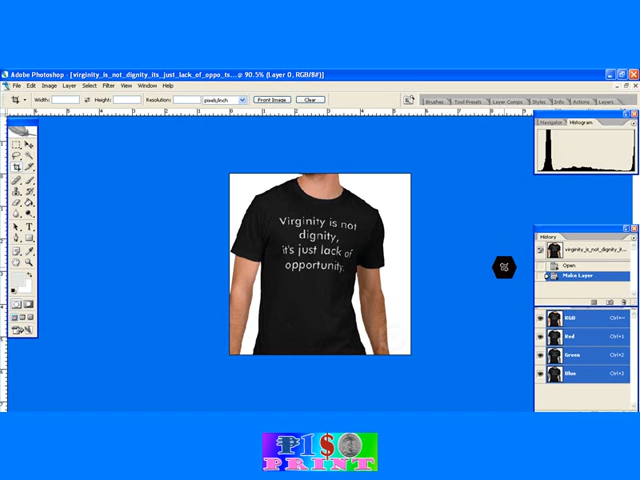 Adobe Photoshop - [virginity_is_not_dignity_its_just_lack_of_oppo_ts...@ 90.5% (Layer 0, RGB/8#)]
File Edit Image Layer Select Filter View Window Help
Width: Height: Resolution: pixels/inch Front Image Clear
Brushes Tool Presets Layer Comps Styles Info Actions Layers
Navigator Histogram
Virginity is not
dignity,
it's just lack of
opportunity.
History
virginity_is_not_dignity_it...
Open
Make Layer
RGB Ctrl+~
Red Ctrl+1
Green Ctrl+2
Blue Ctrl+3
₱1$O
PRINT